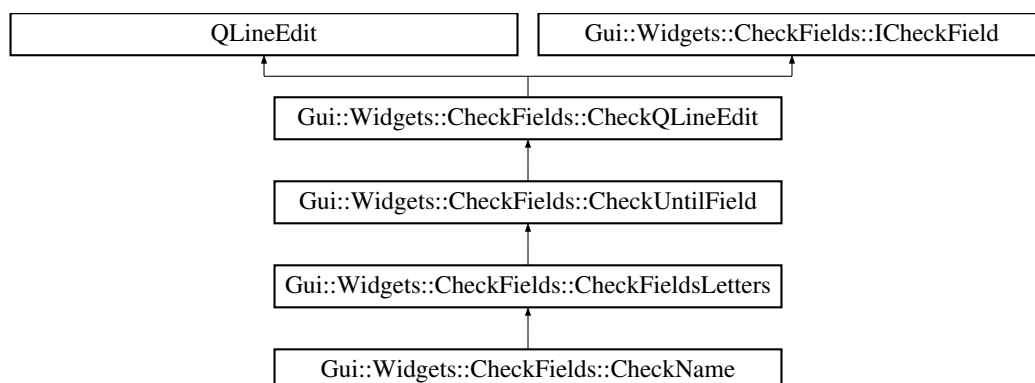 QLineEdit
Gui::Widgets::CheckFields::ICheckField
Gui::Widgets::CheckFields::CheckQLineEdit
Gui::Widgets::CheckFields::CheckUntilField
Gui::Widgets::CheckFields::CheckFieldsLetters
Gui::Widgets::CheckFields::CheckName